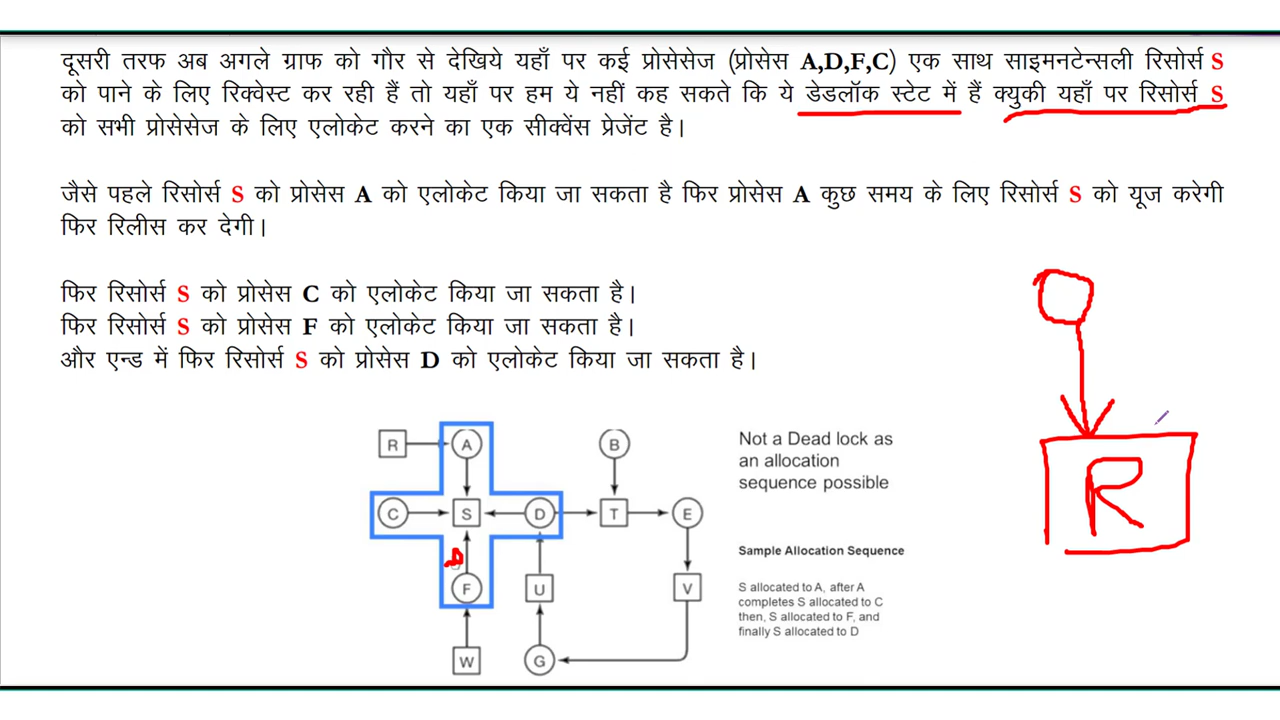 दूसरी तरफ अब अगले ग्राफ को गौर से देखिये यहाँ पर कई प्रोसेसेज (प्रोसेस A,D,F,C) एक साथ साइमनटेन्सली रिसोर्स S
को पाने के लिए रिक्वेस्ट कर रही हैं तो यहाँ पर हम ये नहीं कह सकते कि ये डेडलॉक स्टेट में हैं क्युकी यहाँ पर रिसोर्स S
को सभी प्रोसेसेज के लिए एलोकेट करने का एक सीक्वेंस प्रेजेंट है।
जैसे पहले रिसोर्स S को प्रोसेस A को एलोकेट किया जा सकता है फिर प्रोसेस A कुछ समय के लिए रिसोर्स S को यूज करेगी
फिर रिलीस कर देगी।
फिर रिसोर्स S को प्रोसेस C को एलोकेट किया जा सकता है।
फिर रिसोर्स S को प्रोसेस F को एलोकेट किया जा सकता है।
और एन्ड में फिर रिसोर्स S को प्रोसेस D को एलोकेट किया जा सकता है।
R A B
C S D T E
F U V
W G
Not a Dead lock as
an allocation
sequence possible
Sample Allocation Sequence
S allocated to A, after A
completes S allocated to C
then, S allocated to F, and
finally S allocated to D
R